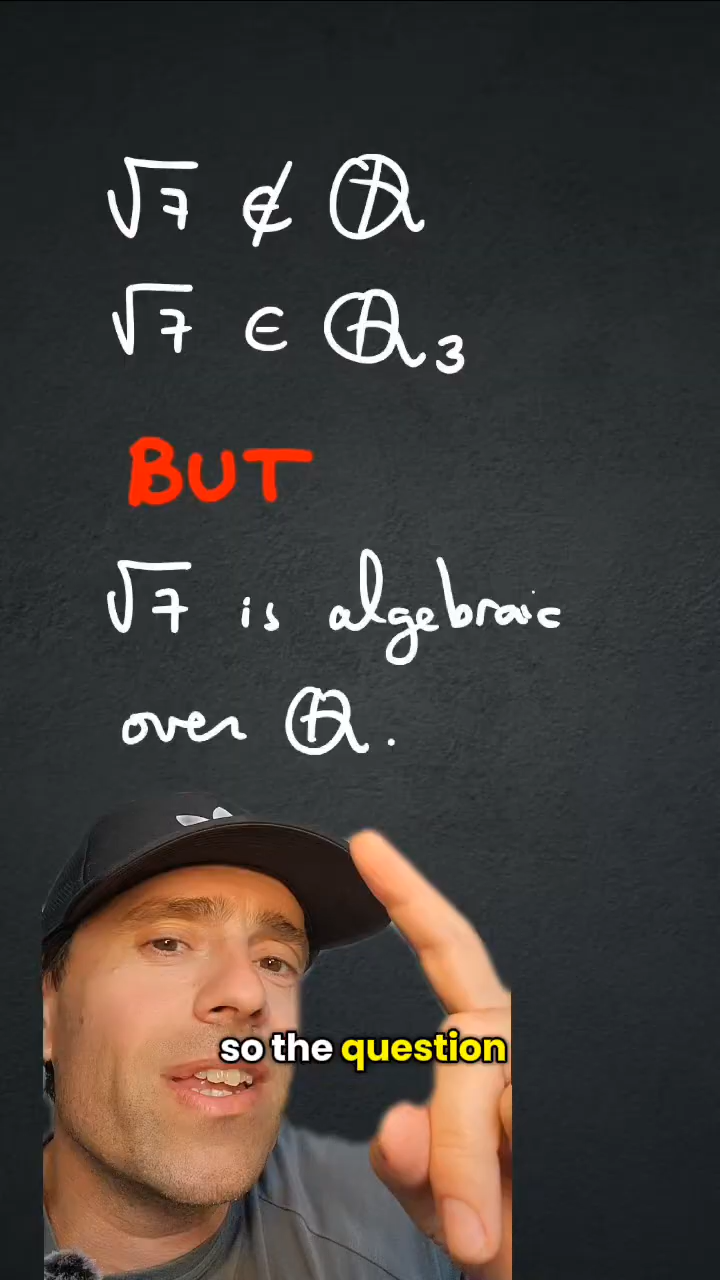 √7 ∉ ℚ
√7 ∈ ℚ₃
BUT
√7 is algebraic
over ℚ.
so the question